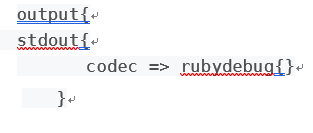 output{
stdout{
codec => rubydebug{}
}